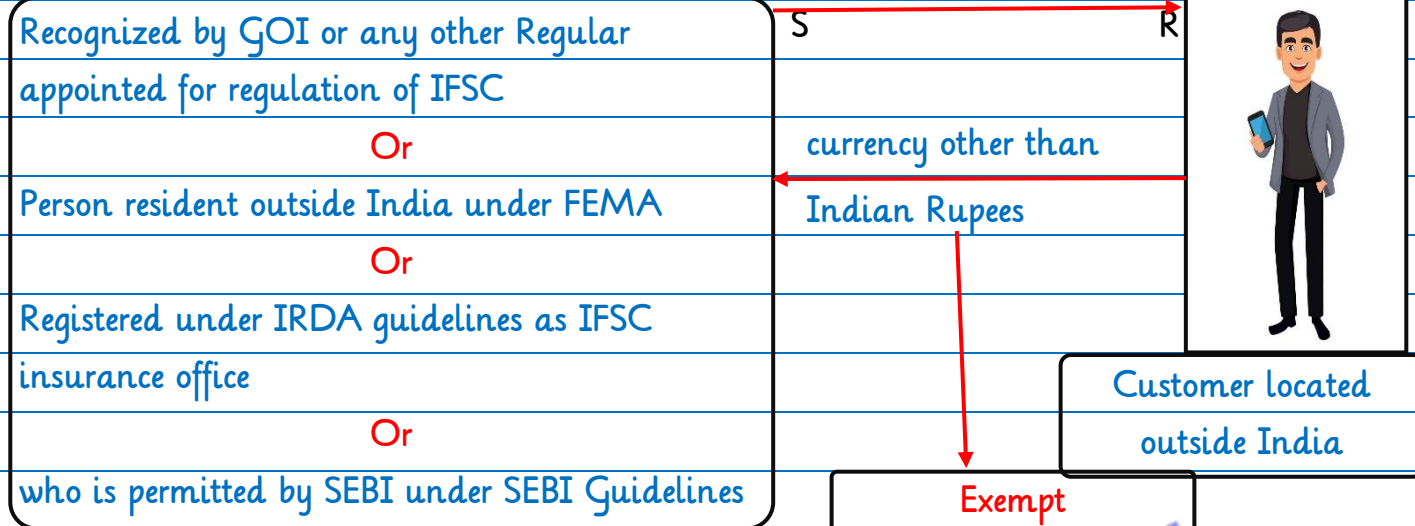 Recognized by GOI or any other Regular
appointed for regulation of IFSC
Or
Person resident outside India under FEMA
Or
Registered under IRDA guidelines as IFSC
insurance office
Or
who is permitted by SEBI under SEBI Guidelines
S
R
currency other than
Indian Rupees
Customer located
outside India
Exempt